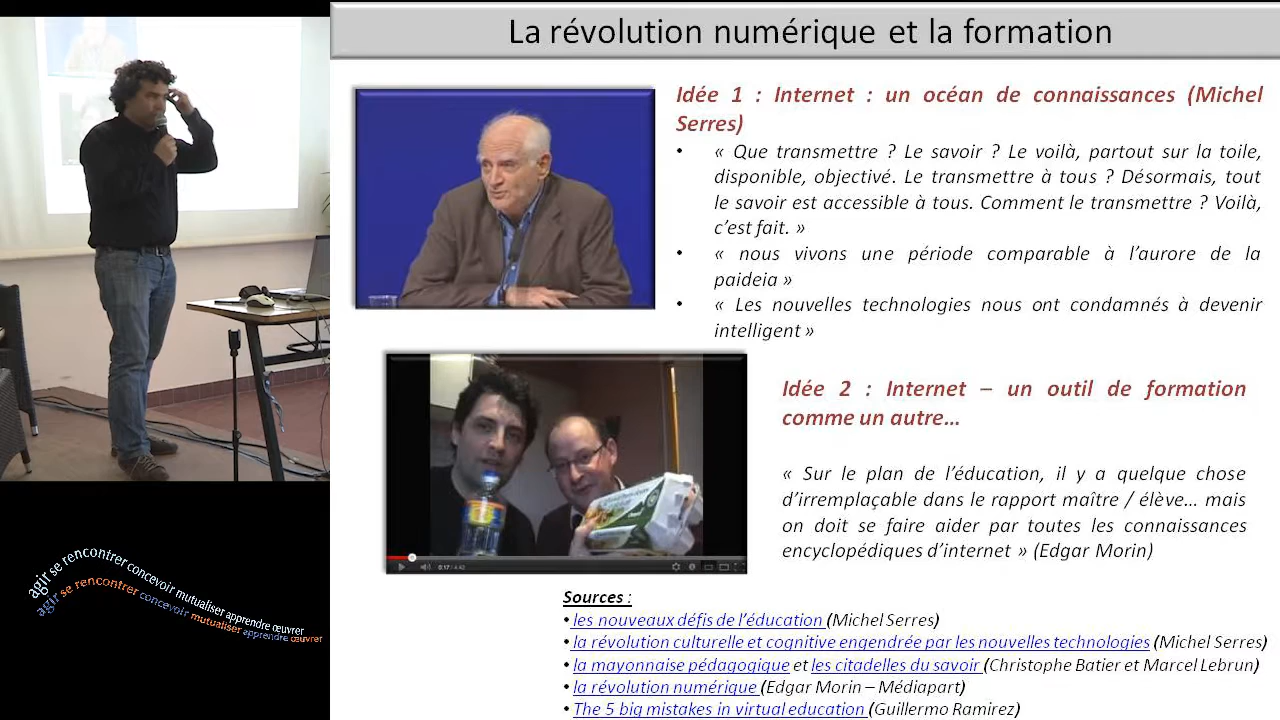 La révolution numérique et la formation
Idée 1 : Internet : un océan de connaissances (Michel
Serres)
• « Que transmettre ? Le savoir ? Le voilà, partout sur la toile,
disponible, objectivé. Le transmettre à tous ? Désormais, tout
le savoir est accessible à tous. Comment le transmettre ? Voilà,
c’est fait. »
• « nous vivons une période comparable à l’aurore de la
paideia »
• « Les nouvelles technologies nous ont condamnés à devenir
intelligent »
Idée 2 : Internet – un outil de formation
comme un autre…
« Sur le plan de l’éducation, il y a quelque chose
d’irremplaçable dans le rapport maître / élève… mais
on doit se faire aider par toutes les connaissances
encyclopédiques d’internet » (Edgar Morin)
0:17 / 4:42
agir se rencontrer concevoir mutualiser apprendre œuvrer
agir se rencontrer concevoir mutualiser apprendre œuvrer
Sources :
• les nouveaux défis de l’éducation (Michel Serres)
• la révolution culturelle et cognitive engendrée par les nouvelles technologies (Michel Serres)
• la mayonnaise pédagogique et les citadelles du savoir (Christophe Batier et Marcel Lebrun)
• la révolution numérique (Edgar Morin – Médiapart)
• The 5 big mistakes in virtual education (Guillermo Ramirez)